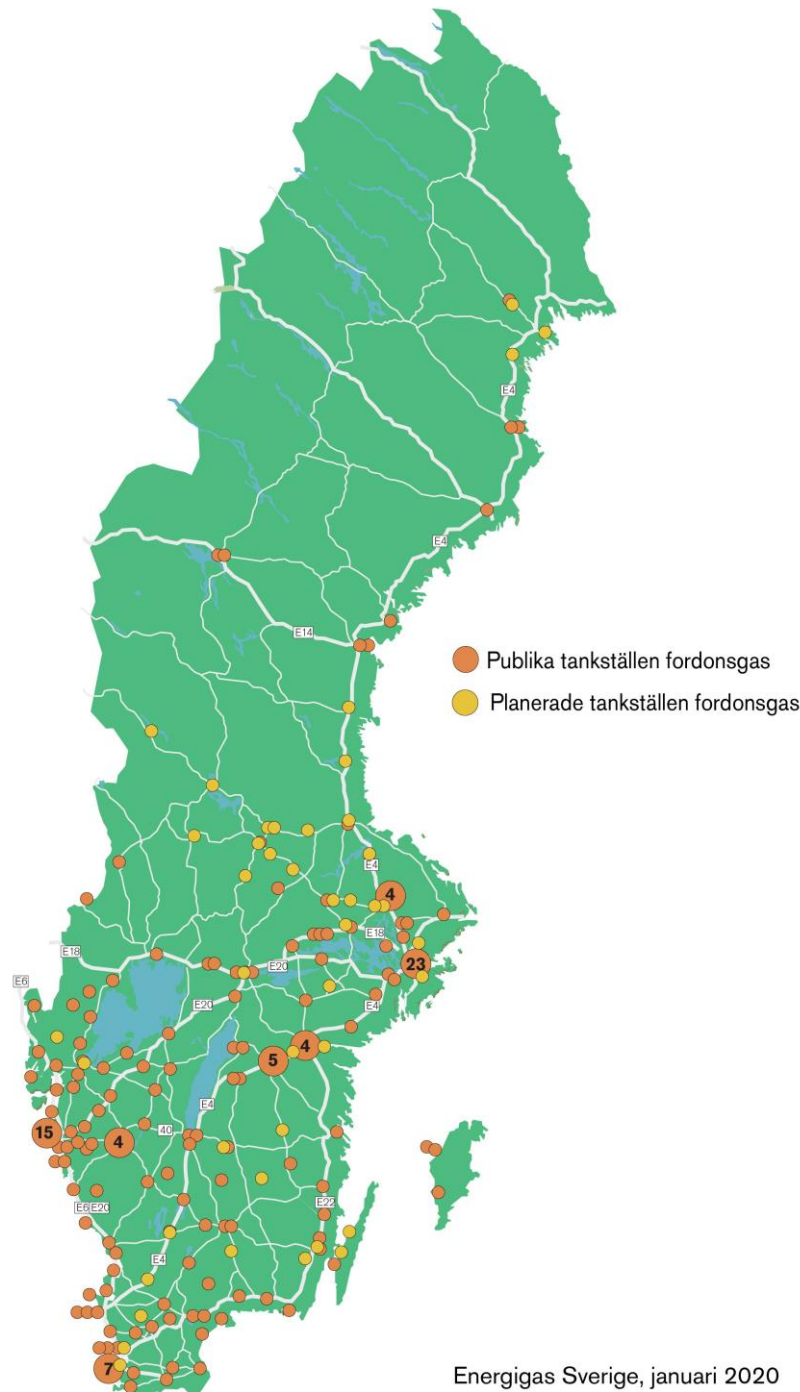 E4
E4
E14
Publika tankställen fordonsgas
Planerade tankställen fordonsgas
E4
4
E18
E18
E20
23
E6
E20
E4
4
5
E4
15
4
40
E22
E6
E20
E4
7
Energigas Sverige, januari 2020